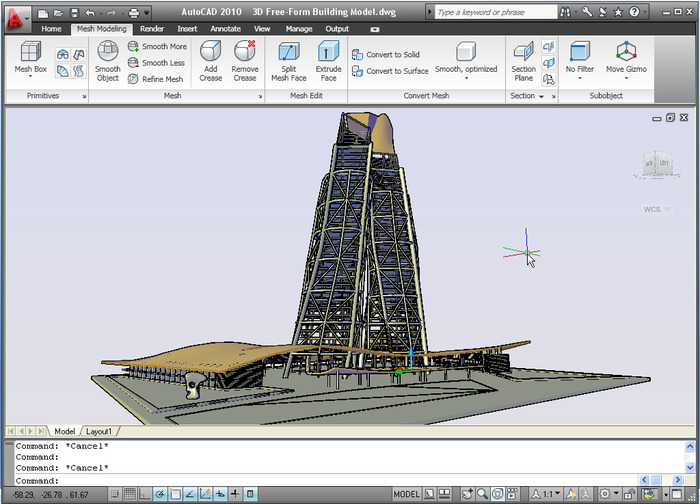 AutoCAD 2010 3D Free-Form Building Model.dwg
Type a keyword or phrase
Home Mesh Modeling Render Insert Annotate View Manage Output
Mesh Box
Smooth Object
Smooth More
Smooth Less
Refine Mesh
Add Crease
Remove Crease
Split Mesh Face
Extrude Face
Convert to Solid
Convert to Surface
Smooth, optimized
Section Plane
No Filter
Move Gizmo
Primitives Mesh Mesh Edit Convert Mesh Section Subobject
WCS
Model Layout1
Command: *Cancel*
Command:
Command: *Cancel*
Command:
-58.29, -26.78 , 61.67 MODEL 1:1